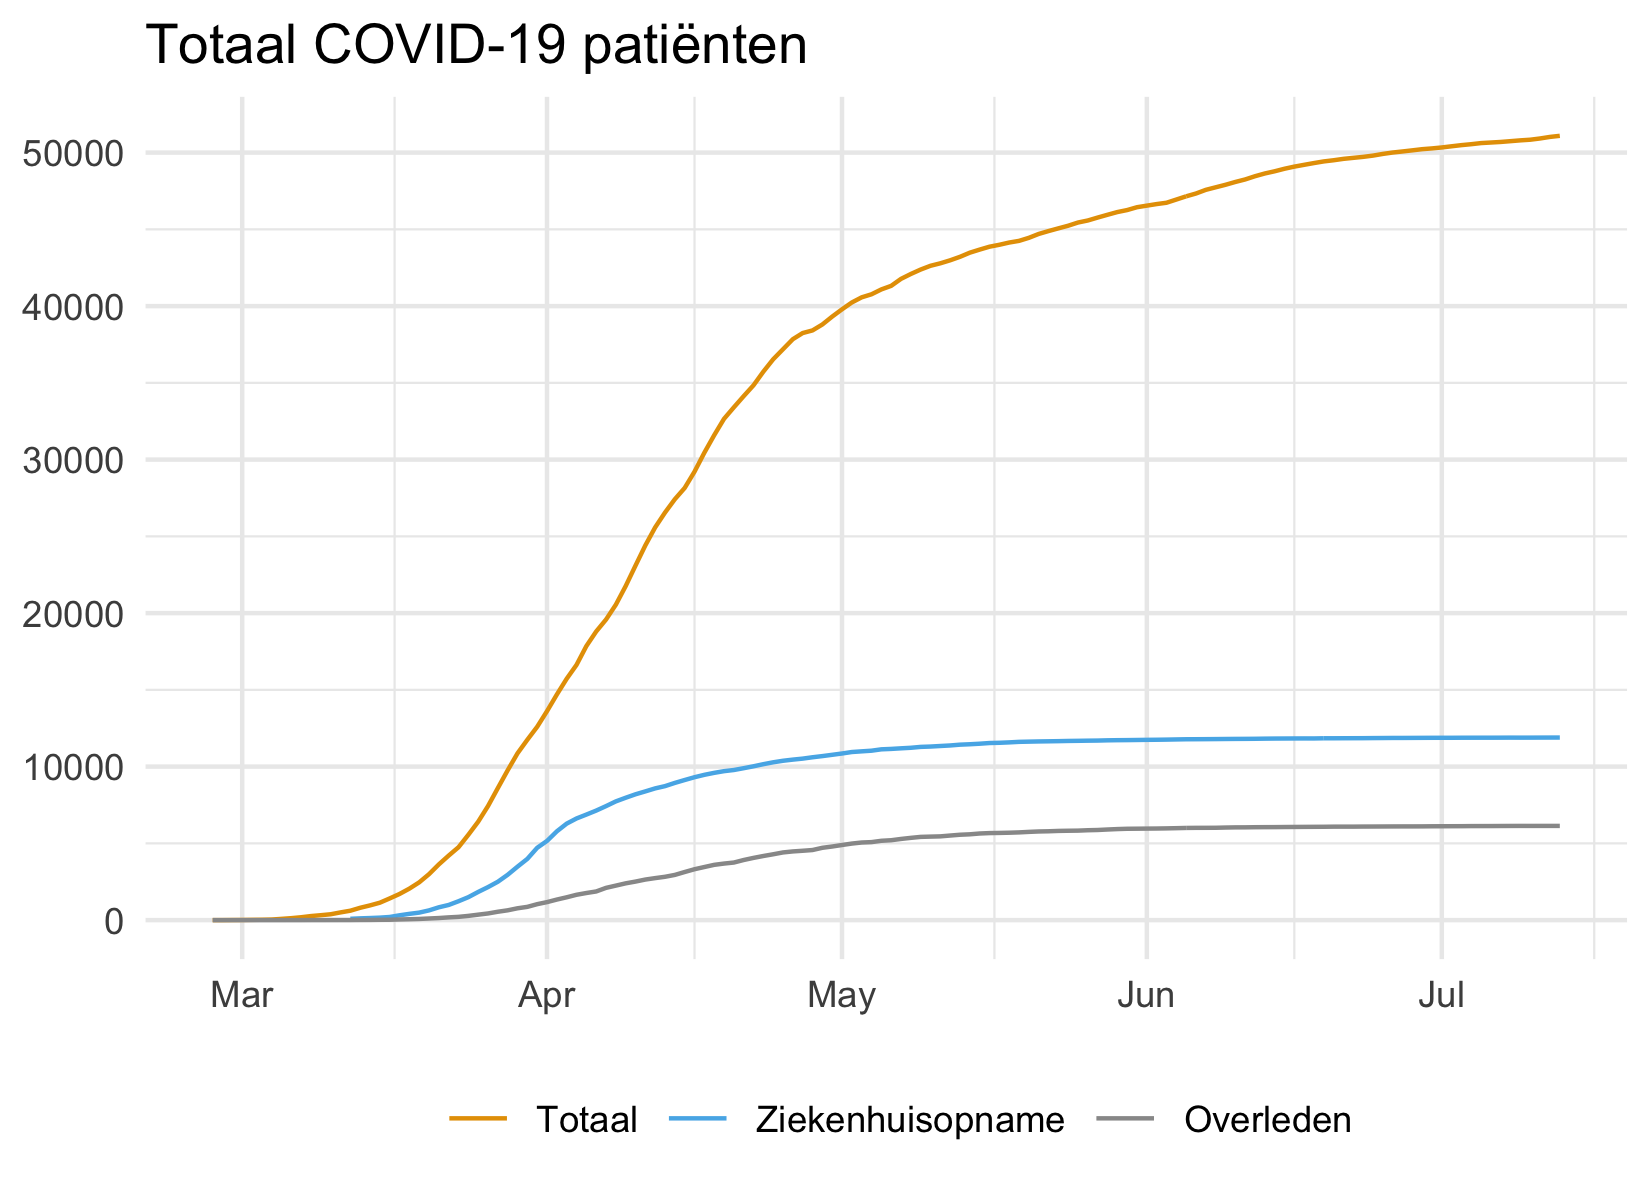 Totaal COVID-19 patiënten
50000
40000
30000
20000
10000
0
Mar Apr May Jun Jul
Totaal Ziekenhuisopname Overleden